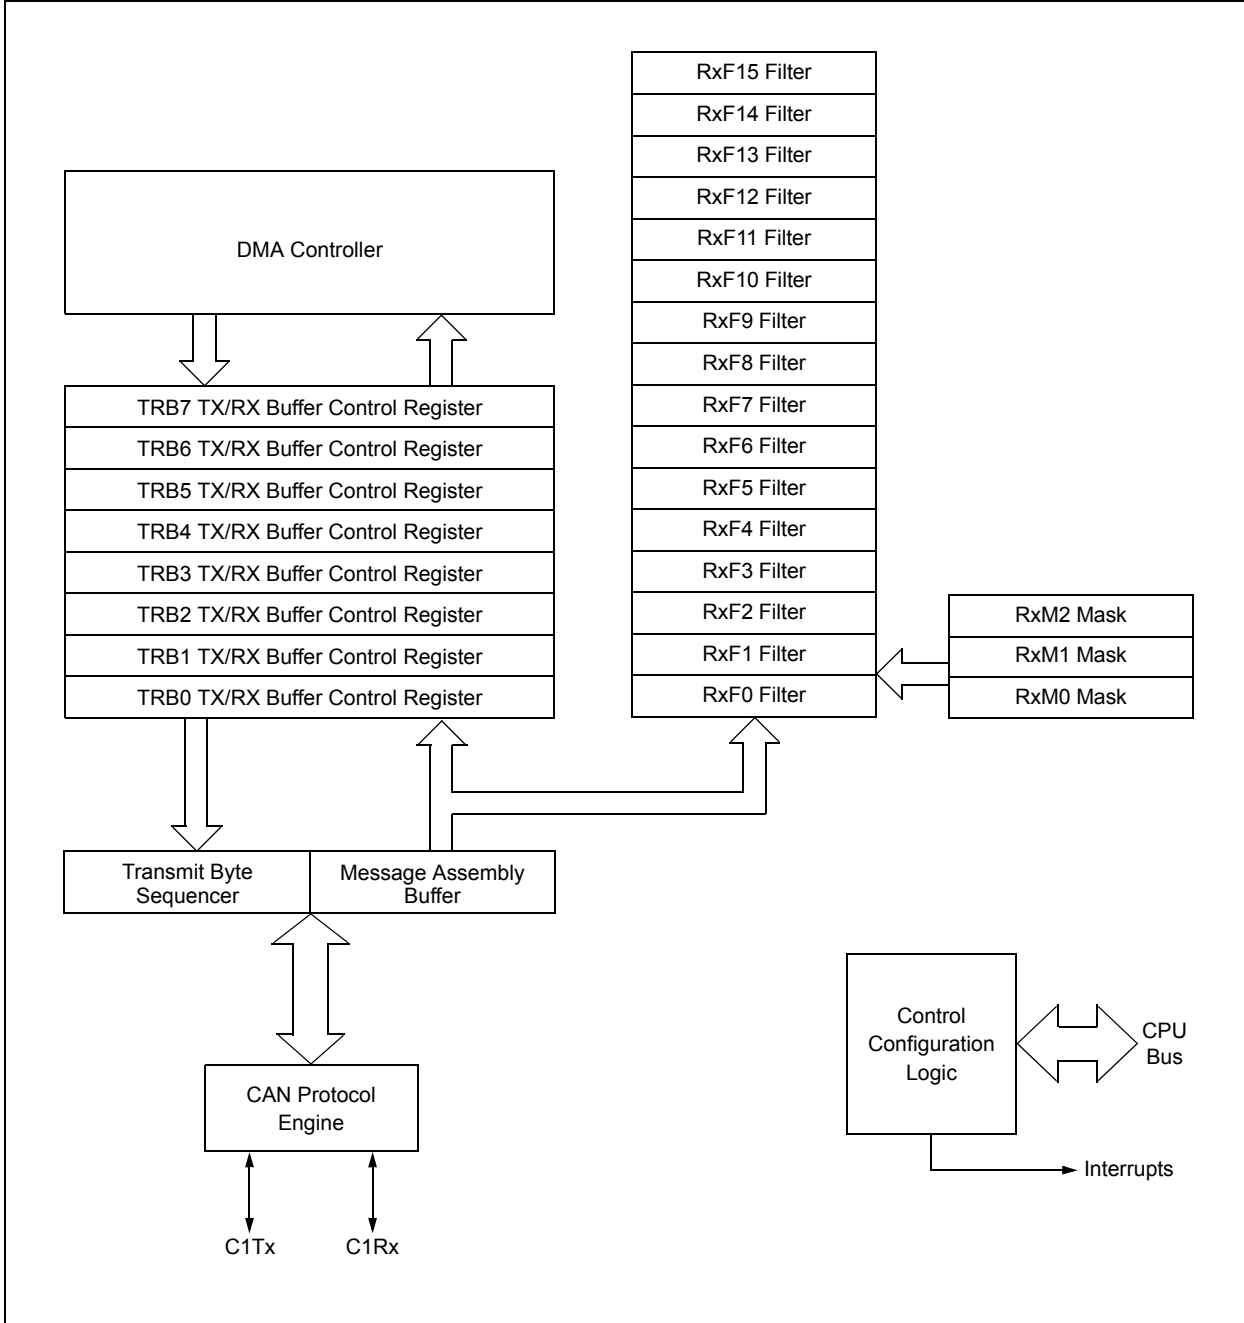 RxF15 Filter
RxF14 Filter
RxF13 Filter
RxF12 Filter
RxF11 Filter
RxF10 Filter
RxF9 Filter
RxF8 Filter
RxF7 Filter
RxF6 Filter
RxF5 Filter
RxF4 Filter
RxF3 Filter
RxF2 Filter
RxF1 Filter
RxF0 Filter
DMA Controller
TRB7 TX/RX Buffer Control Register
TRB6 TX/RX Buffer Control Register
TRB5 TX/RX Buffer Control Register
TRB4 TX/RX Buffer Control Register
TRB3 TX/RX Buffer Control Register
TRB2 TX/RX Buffer Control Register
TRB1 TX/RX Buffer Control Register
TRB0 TX/RX Buffer Control Register
RxM2 Mask
RxM1 Mask
RxM0 Mask
Transmit Byte
Sequencer
Message Assembly
Buffer
CAN Protocol
Engine
C1Tx
C1Rx
Control
Configuration
Logic
CPU
Bus
Interrupts